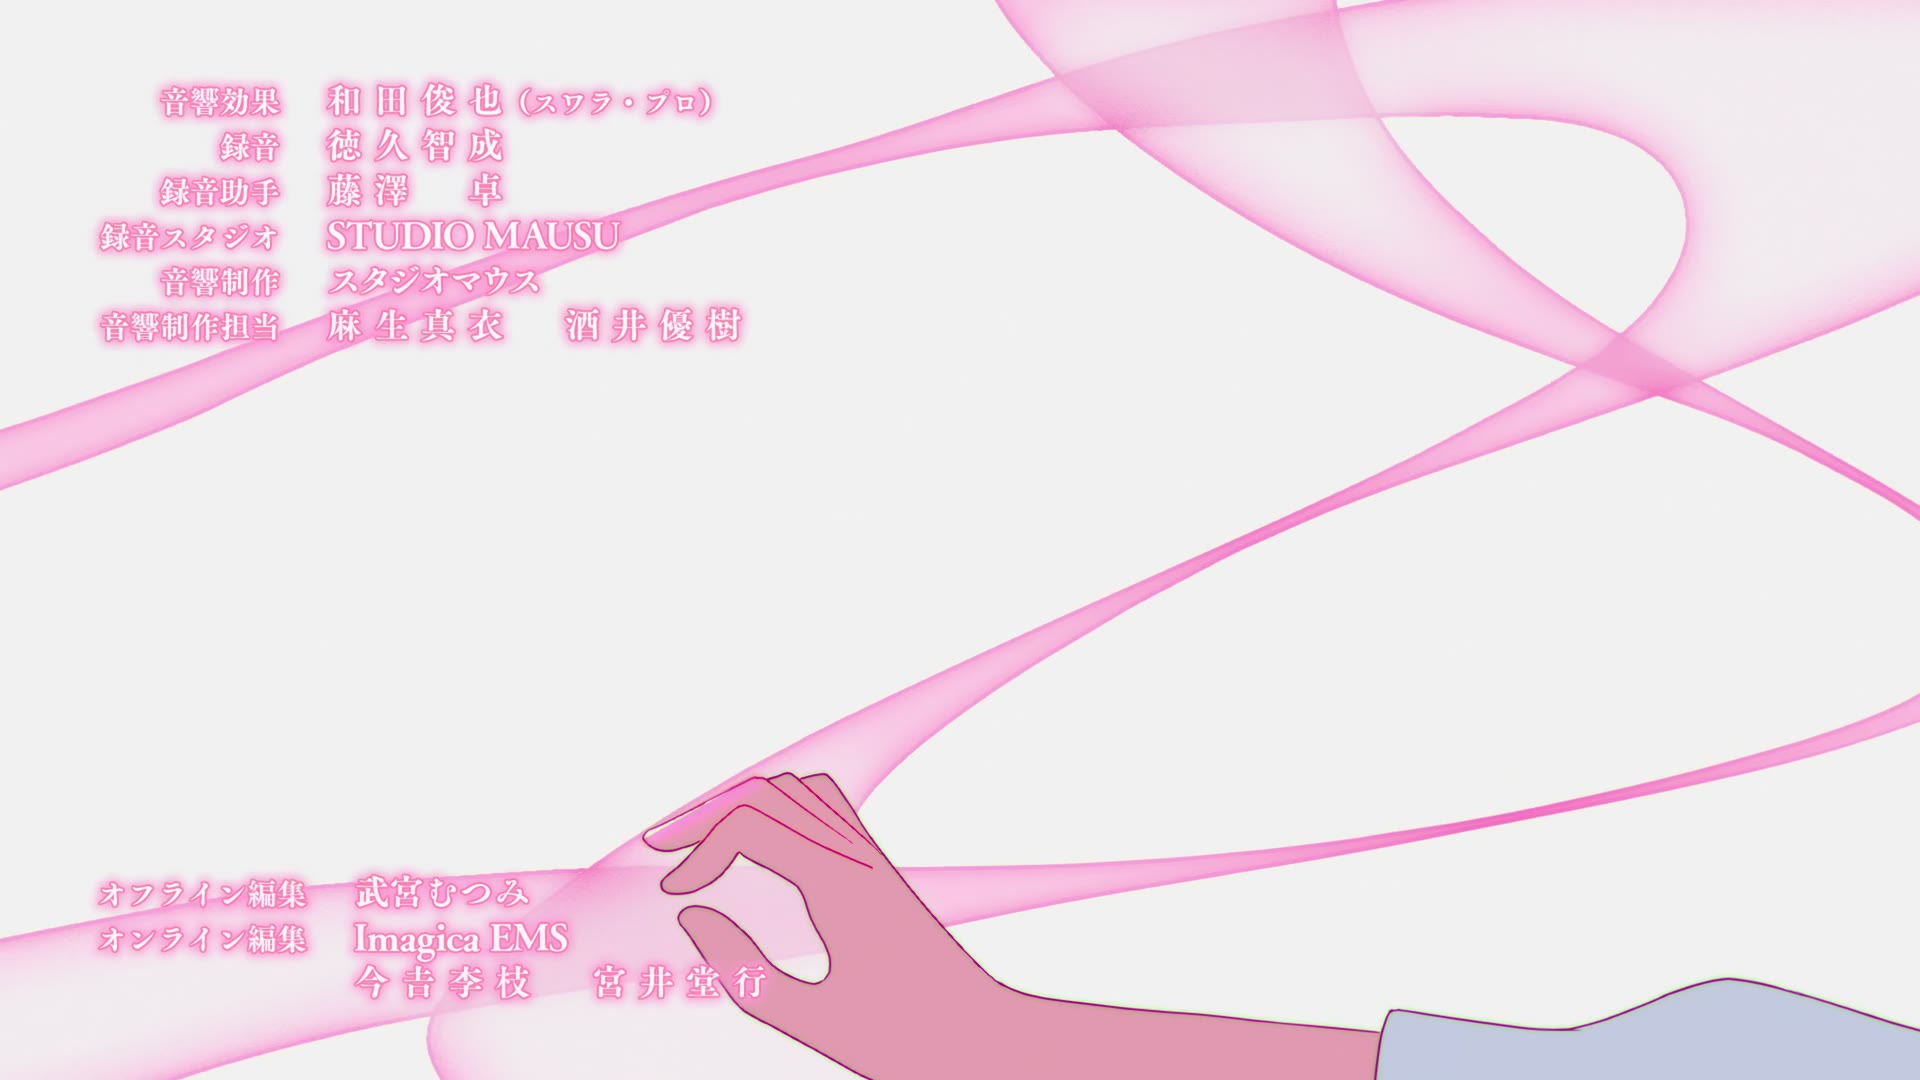 音響効果 和田俊也(スワラ・プロ)
録音 徳久智成
録音助手 藤澤 卓
録音スタジオ STUDIO MAUSU
音響制作 スタジオマウス
音響制作担当 麻生真衣 酒井優樹
オフライン編集 武宮むつみ
オンライン編集 Imagica EMS
今𠮷李枝 宮井堂行